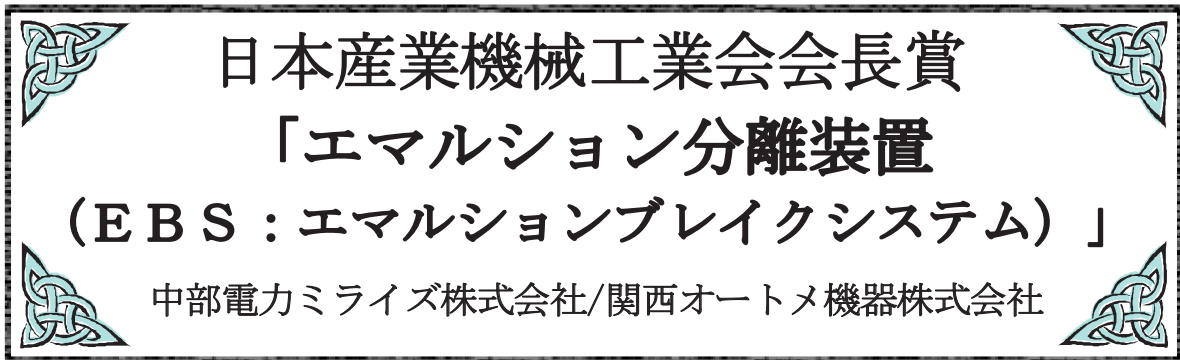 日本産業機械工業会会長賞
「エマルション分離装置
（ＥＢＳ：エマルションブレイクシステム）」
中部電力ミライズ株式会社/関西オートメ機器株式会社